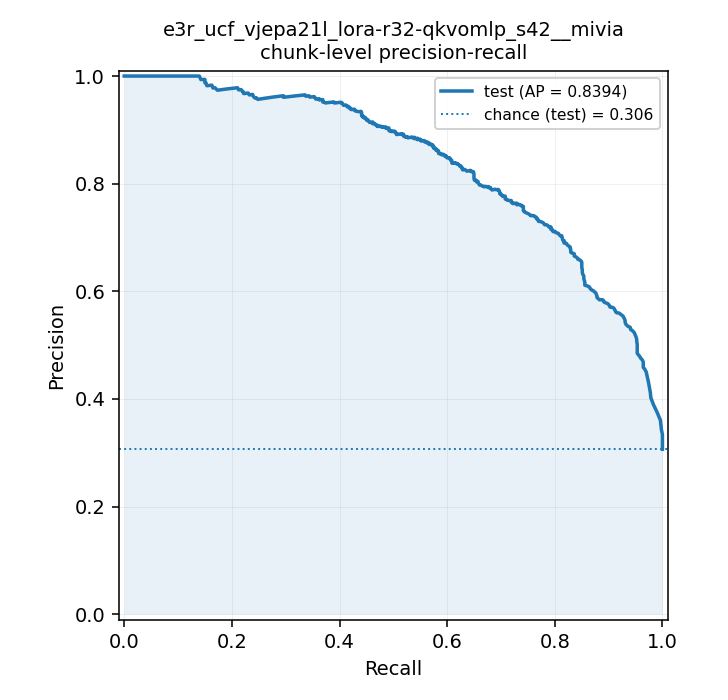 e3r_ucf_vjepa21l_lora-r32-qkvomlp_s42__mivia
chunk-level precision-recall
test (AP = 0.8394)
chance (test) = 0.306
Precision
1.0
0.8
0.6
0.4
0.2
0.0
0.0 0.2 0.4 0.6 0.8 1.0
Recall